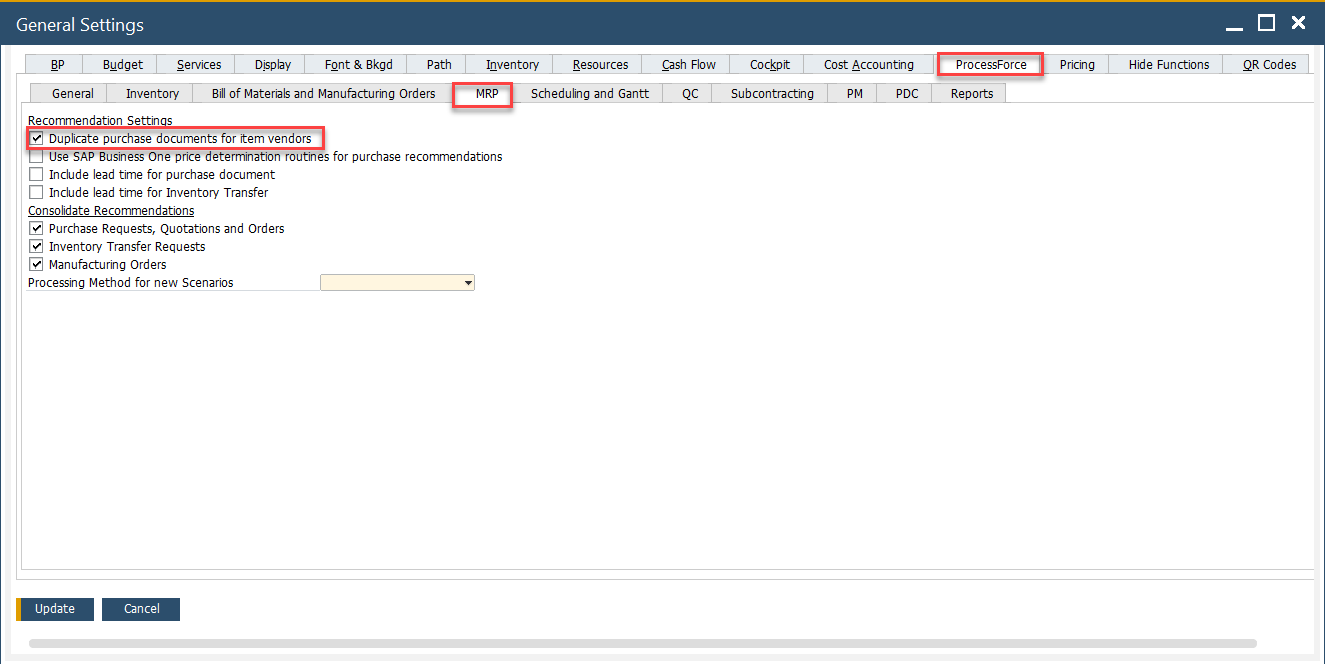 General Settings
BP Budget Services Display Font & Bkgd Path Inventory Resources Cash Flow Cockpit Cost Accounting ProcessForce Pricing Hide Functions QR Codes
General Inventory Bill of Materials and Manufacturing Orders MRP Scheduling and Gantt QC Subcontracting PM PDC Reports
Recommendation Settings
Duplicate purchase documents for item vendors
Use SAP Business One price determination routines for purchase recommendations
Include lead time for purchase document
Include lead time for Inventory Transfer
Consolidate Recommendations
Purchase Requests, Quotations and Orders
Inventory Transfer Requests
Manufacturing Orders
Processing Method for new Scenarios
Update Cancel